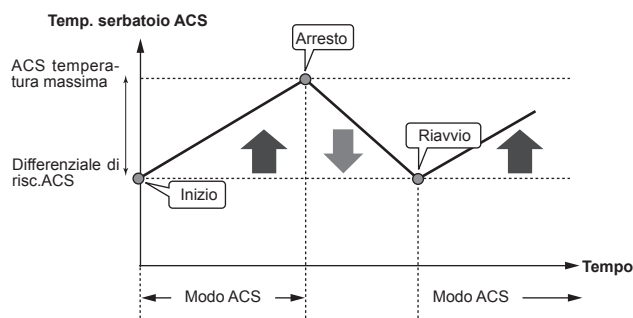 Temp. serbatoio ACS
Arresto
ACS tempera-
tura massima
Riavvio
Differenziale di
risc.ACS
Inizio
Tempo
Modo ACS
Modo ACS